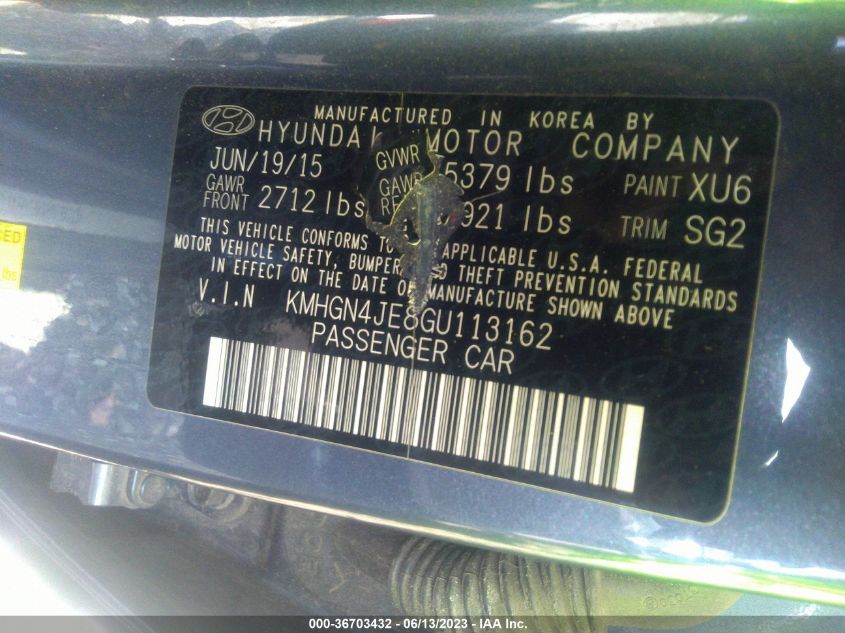 MANUFACTURED IN KOREA BY
HYUNDAI MOTOR COMPANY
JUN/19/15 GVWR 5379 lbs PAINT XU6
GAWR FRONT 2712 lbs GAWR 921 lbs TRIM SG2
THIS VEHICLE CONFORMS TO APPLICABLE U.S.A. FEDERAL
MOTOR VEHICLE SAFETY, BUMPER THEFT PREVENTION STANDARDS
IN EFFECT ON THE DATE OF MANUFACTURE SHOWN ABOVE
V.I.N KMHGN4JE8GU113162
PASSENGER CAR
lbs
000-36703432 - 06/13/2023 - IAA Inc.